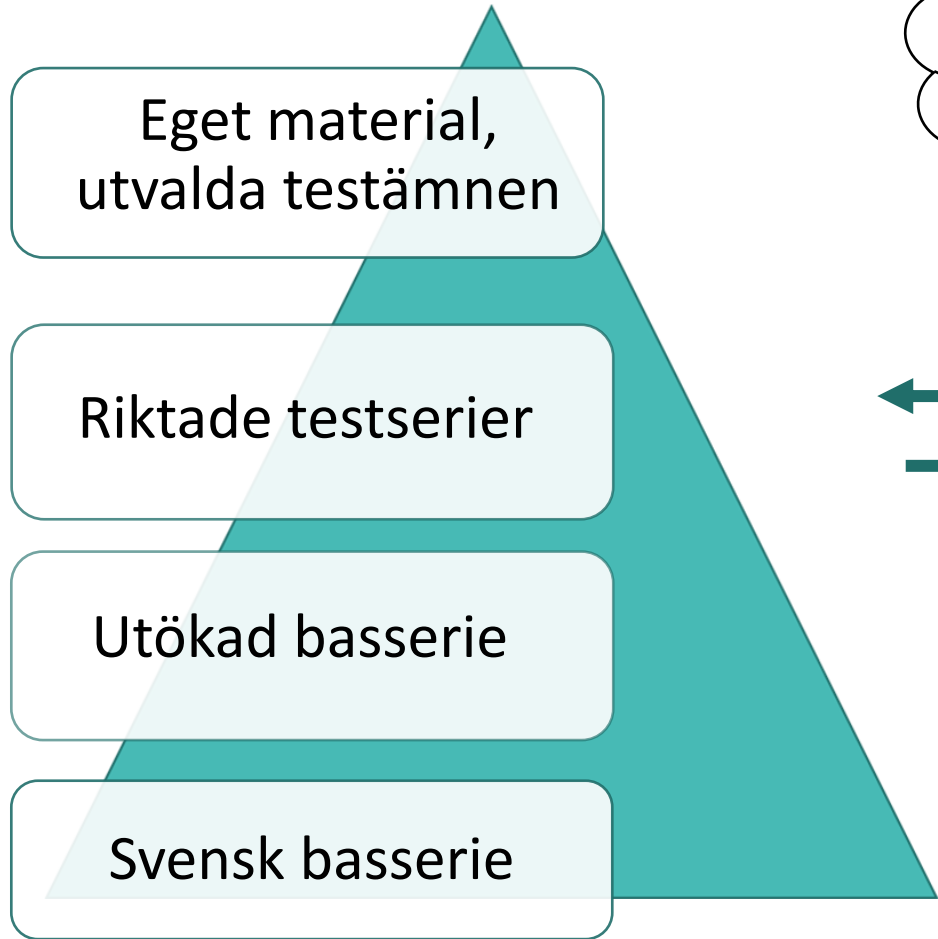 Eget material,
utvalda testämnen
Riktade testserier
Utökad basserie
Svensk basserie